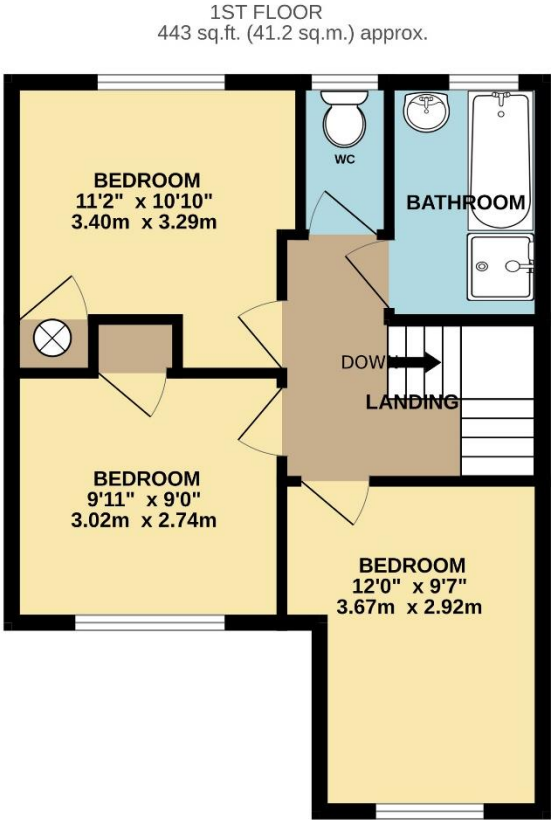 1ST FLOOR
443 sq.ft. (41.2 sq.m.) approx.
BEDROOM
11'2" x 10'10"
3.40m x 3.29m
WC
BATHROOM
DOWN
LANDING
BEDROOM
9'11" x 9'0"
3.02m x 2.74m
BEDROOM
12'0" x 9'7"
3.67m x 2.92m